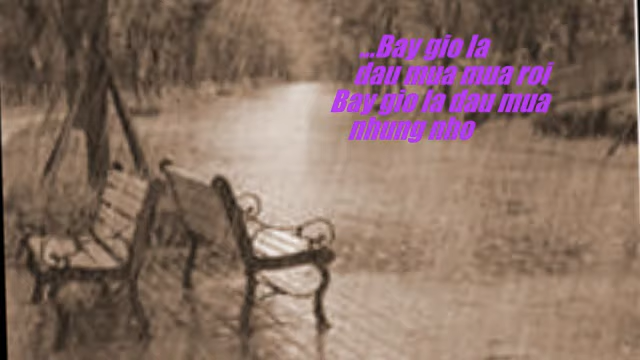 ...Bay gio la
dau mua mua roi
Bay gio la dau mua
nhung nho